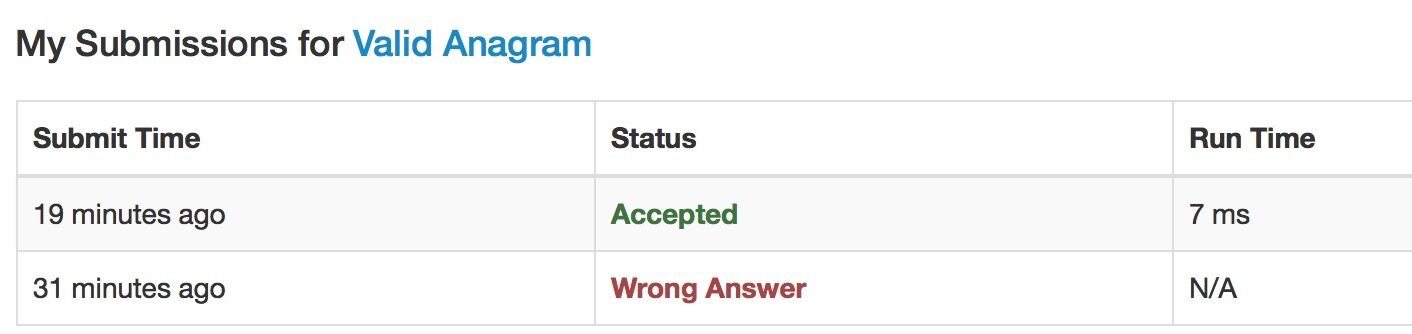 My Submissions for Valid Anagram
Submit Time Status Run Time
19 minutes ago Accepted 7 ms
31 minutes ago Wrong Answer N/A